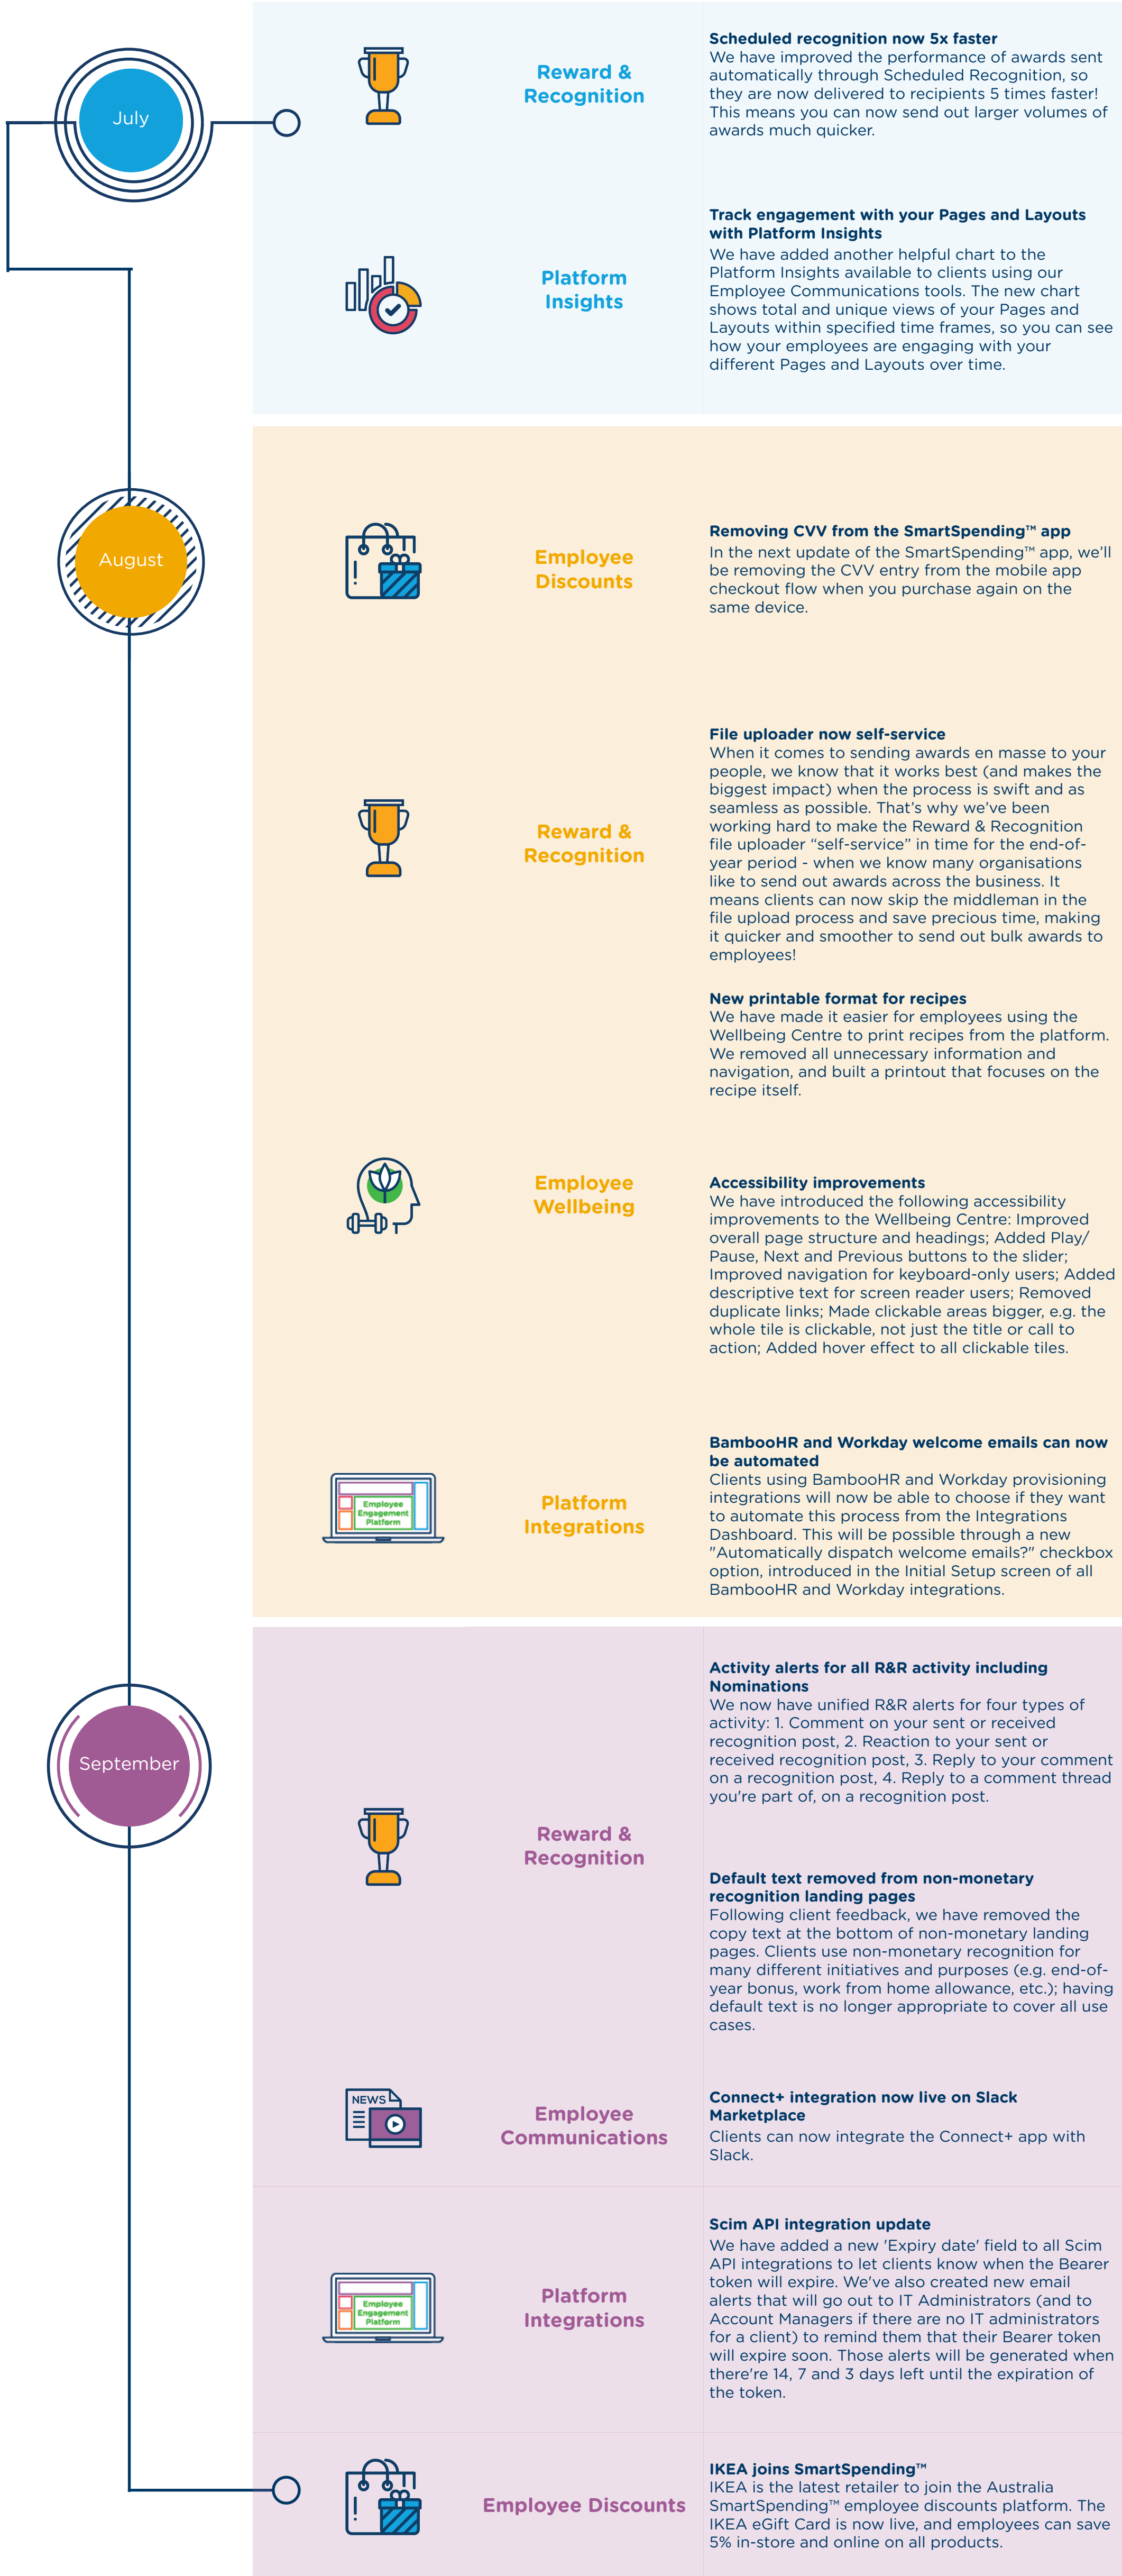 July
Reward &
Recognition
Scheduled recognition now 5x faster
We have improved the performance of awards sent
automatically through Scheduled Recognition, so
they are now delivered to recipients 5 times faster!
This means you can now send out larger volumes of
awards much quicker.
Platform
Insights
Track engagement with your Pages and Layouts
with Platform Insights
We have added another helpful chart to the
Platform Insights available to clients using our
Employee Communications tools. The new chart
shows total and unique views of your Pages and
Layouts within specified time frames, so you can see
how your employees are engaging with your
different Pages and Layouts over time.
August
Employee
Discounts
Removing CVV from the SmartSpending™ app
In the next update of the SmartSpending™ app, we’ll
be removing the CVV entry from the mobile app
checkout flow when you purchase again on the
same device.
Reward &
Recognition
File uploader now self-service
When it comes to sending awards en masse to your
people, we know that it works best (and makes the
biggest impact) when the process is swift and as
seamless as possible. That’s why we’ve been
working hard to make the Reward & Recognition
file uploader “self-service” in time for the end-of-
year period - when we know many organisations
like to send out awards across the business. It
means clients can now skip the middleman in the
file upload process and save precious time, making
it quicker and smoother to send out bulk awards to
employees!
Employee
Wellbeing
New printable format for recipes
We have made it easier for employees using the
Wellbeing Centre to print recipes from the platform.
We removed all unnecessary information and
navigation, and built a printout that focuses on the
recipe itself.
Accessibility improvements
We have introduced the following accessibility
improvements to the Wellbeing Centre: Improved
overall page structure and headings; Added Play/
Pause, Next and Previous buttons to the slider;
Improved navigation for keyboard-only users; Added
descriptive text for screen reader users; Removed
duplicate links; Made clickable areas bigger, e.g. the
whole tile is clickable, not just the title or call to
action; Added hover effect to all clickable tiles.
Employee
Engagement
Platform
Platform
Integrations
BambooHR and Workday welcome emails can now
be automated
Clients using BambooHR and Workday provisioning
integrations will now be able to choose if they want
to automate this process from the Integrations
Dashboard. This will be possible through a new
"Automatically dispatch welcome emails?" checkbox
option, introduced in the Initial Setup screen of all
BambooHR and Workday integrations.
September
Reward &
Recognition
Activity alerts for all R&R activity including
Nominations
We now have unified R&R alerts for four types of
activity: 1. Comment on your sent or received
recognition post, 2. Reaction to your sent or
received recognition post, 3. Reply to your comment
on a recognition post, 4. Reply to a comment thread
you're part of, on a recognition post.
Default text removed from non-monetary
recognition landing pages
Following client feedback, we have removed the
copy text at the bottom of non-monetary landing
pages. Clients use non-monetary recognition for
many different initiatives and purposes (e.g. end-of-
year bonus, work from home allowance, etc.); having
default text is no longer appropriate to cover all use
cases.
NEWS
Employee
Communications
Connect+ integration now live on Slack
Marketplace
Clients can now integrate the Connect+ app with
Slack.
Employee
Engagement
Platform
Platform
Integrations
Scim API integration update
We have added a new 'Expiry date' field to all Scim
API integrations to let clients know when the Bearer
token will expire. We've also created new email
alerts that will go out to IT Administrators (and to
Account Managers if there are no IT administrators
for a client) to remind them that their Bearer token
will expire soon. Those alerts will be generated when
there're 14, 7 and 3 days left until the expiration of
the token.
Employee Discounts
IKEA joins SmartSpending™
IKEA is the latest retailer to join the Australia
SmartSpending™ employee discounts platform. The
IKEA eGift Card is now live, and employees can save
5% in-store and online on all products.